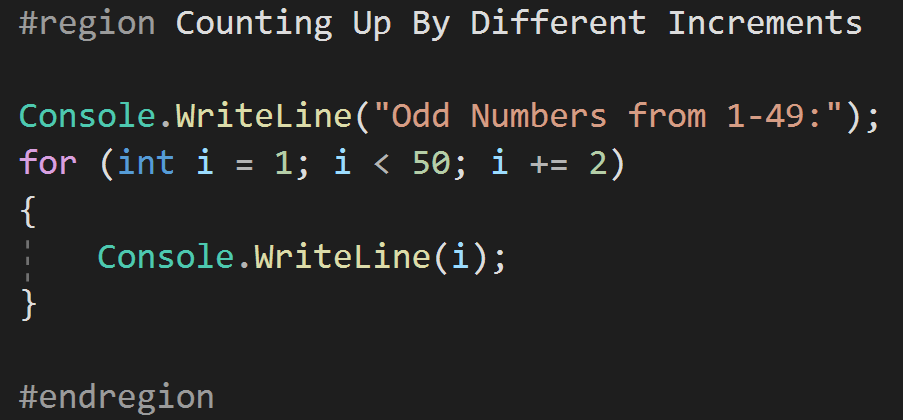 #region Counting Up By Different Increments
Console.WriteLine("Odd Numbers from 1-49:");
for (int i = 1; i < 50; i += 2)
{
    Console.WriteLine(i);
}
#endregion